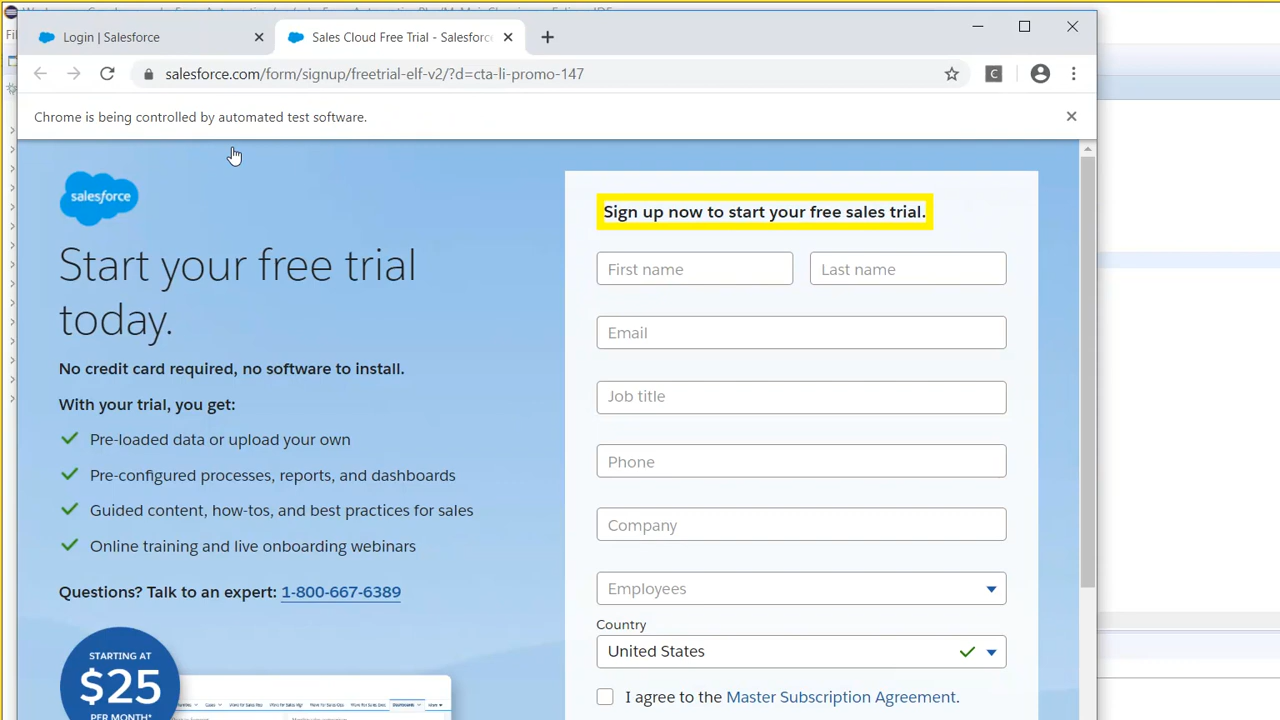 Login | Salesforce
Sales Cloud Free Trial - Salesforc
salesforce.com/form/signup/freetrial-elf-v2/?d=cta-li-promo-147
C
Chrome is being controlled by automated test software.
salesforce
Start your free trial
today.
No credit card required, no software to install.
With your trial, you get:
Pre-loaded data or upload your own
Pre-configured processes, reports, and dashboards
Guided content, how-tos, and best practices for sales
Online training and live onboarding webinars
Questions? Talk to an expert: 1-800-667-6389
STARTING AT
$25
PER MONTH*
Sign up now to start your free sales trial.
First name
Last name
Email
Job title
Phone
Company
Employees
Country
United States
I agree to the Master Subscription Agreement.